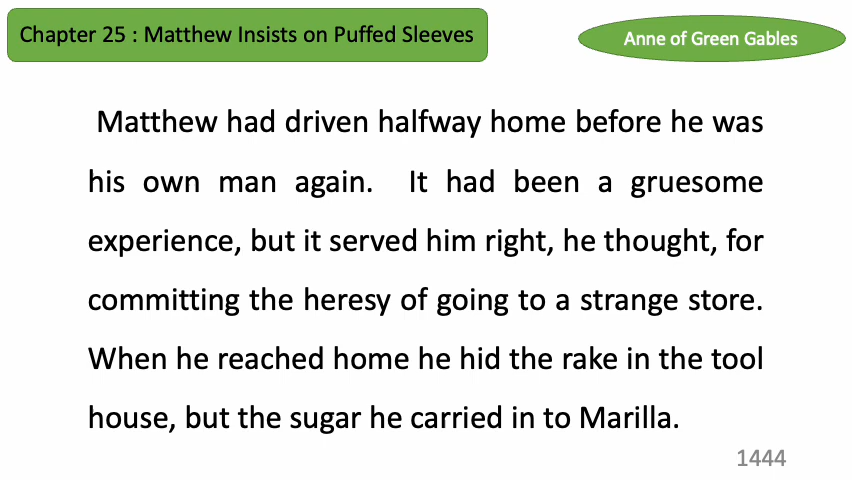 Chapter 25 : Matthew Insists on Puffed Sleeves
Anne of Green Gables
Matthew had driven halfway home before he was
his own man again. It had been a gruesome
experience, but it served him right, he thought, for
committing the heresy of going to a strange store.
When he reached home he hid the rake in the tool
house, but the sugar he carried in to Marilla.
1444